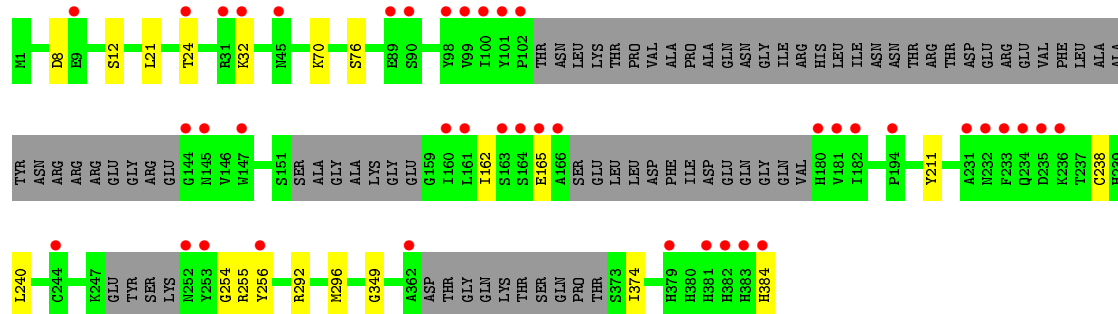 M1 D8 E9 S12 L21 T24 R31 K32 N45 K70 S76 E89 S90 Y98 V99 I100 Y101 P102 THR ASN LEU LYS THR PRO VAL ALA PRO ALA GLN ASN GLY ILE ARG HIS LEU ILE ASN ASN THR ARG THR ASP GLU ARG GLU VAL PHE LEU ALA ALA
TYR ASN ARG ARG ARG GLU GLY ARG GLU G144 N145 V146 W147 S151 SER ALA GLY ALA LYS GLY GLU G159 I160 L161 I162 S163 S164 E165 A166 SER GLU LEU LEU ASP PHE ILE ASP GLU GLN GLY GLN VAL H180 V181 I182 P194 Y211 A231 N232 F233 Q234 D235 K236 T237 C238 H239
L240 C244 K247 GLU TYR SER LYS N252 Y253 G254 R255 Y256 R292 M296 G349 A362 ASP THR GLY GLN LYS THR SER GLN PRO THR S373 I374 H379 H380 H381 H382 H383 H384